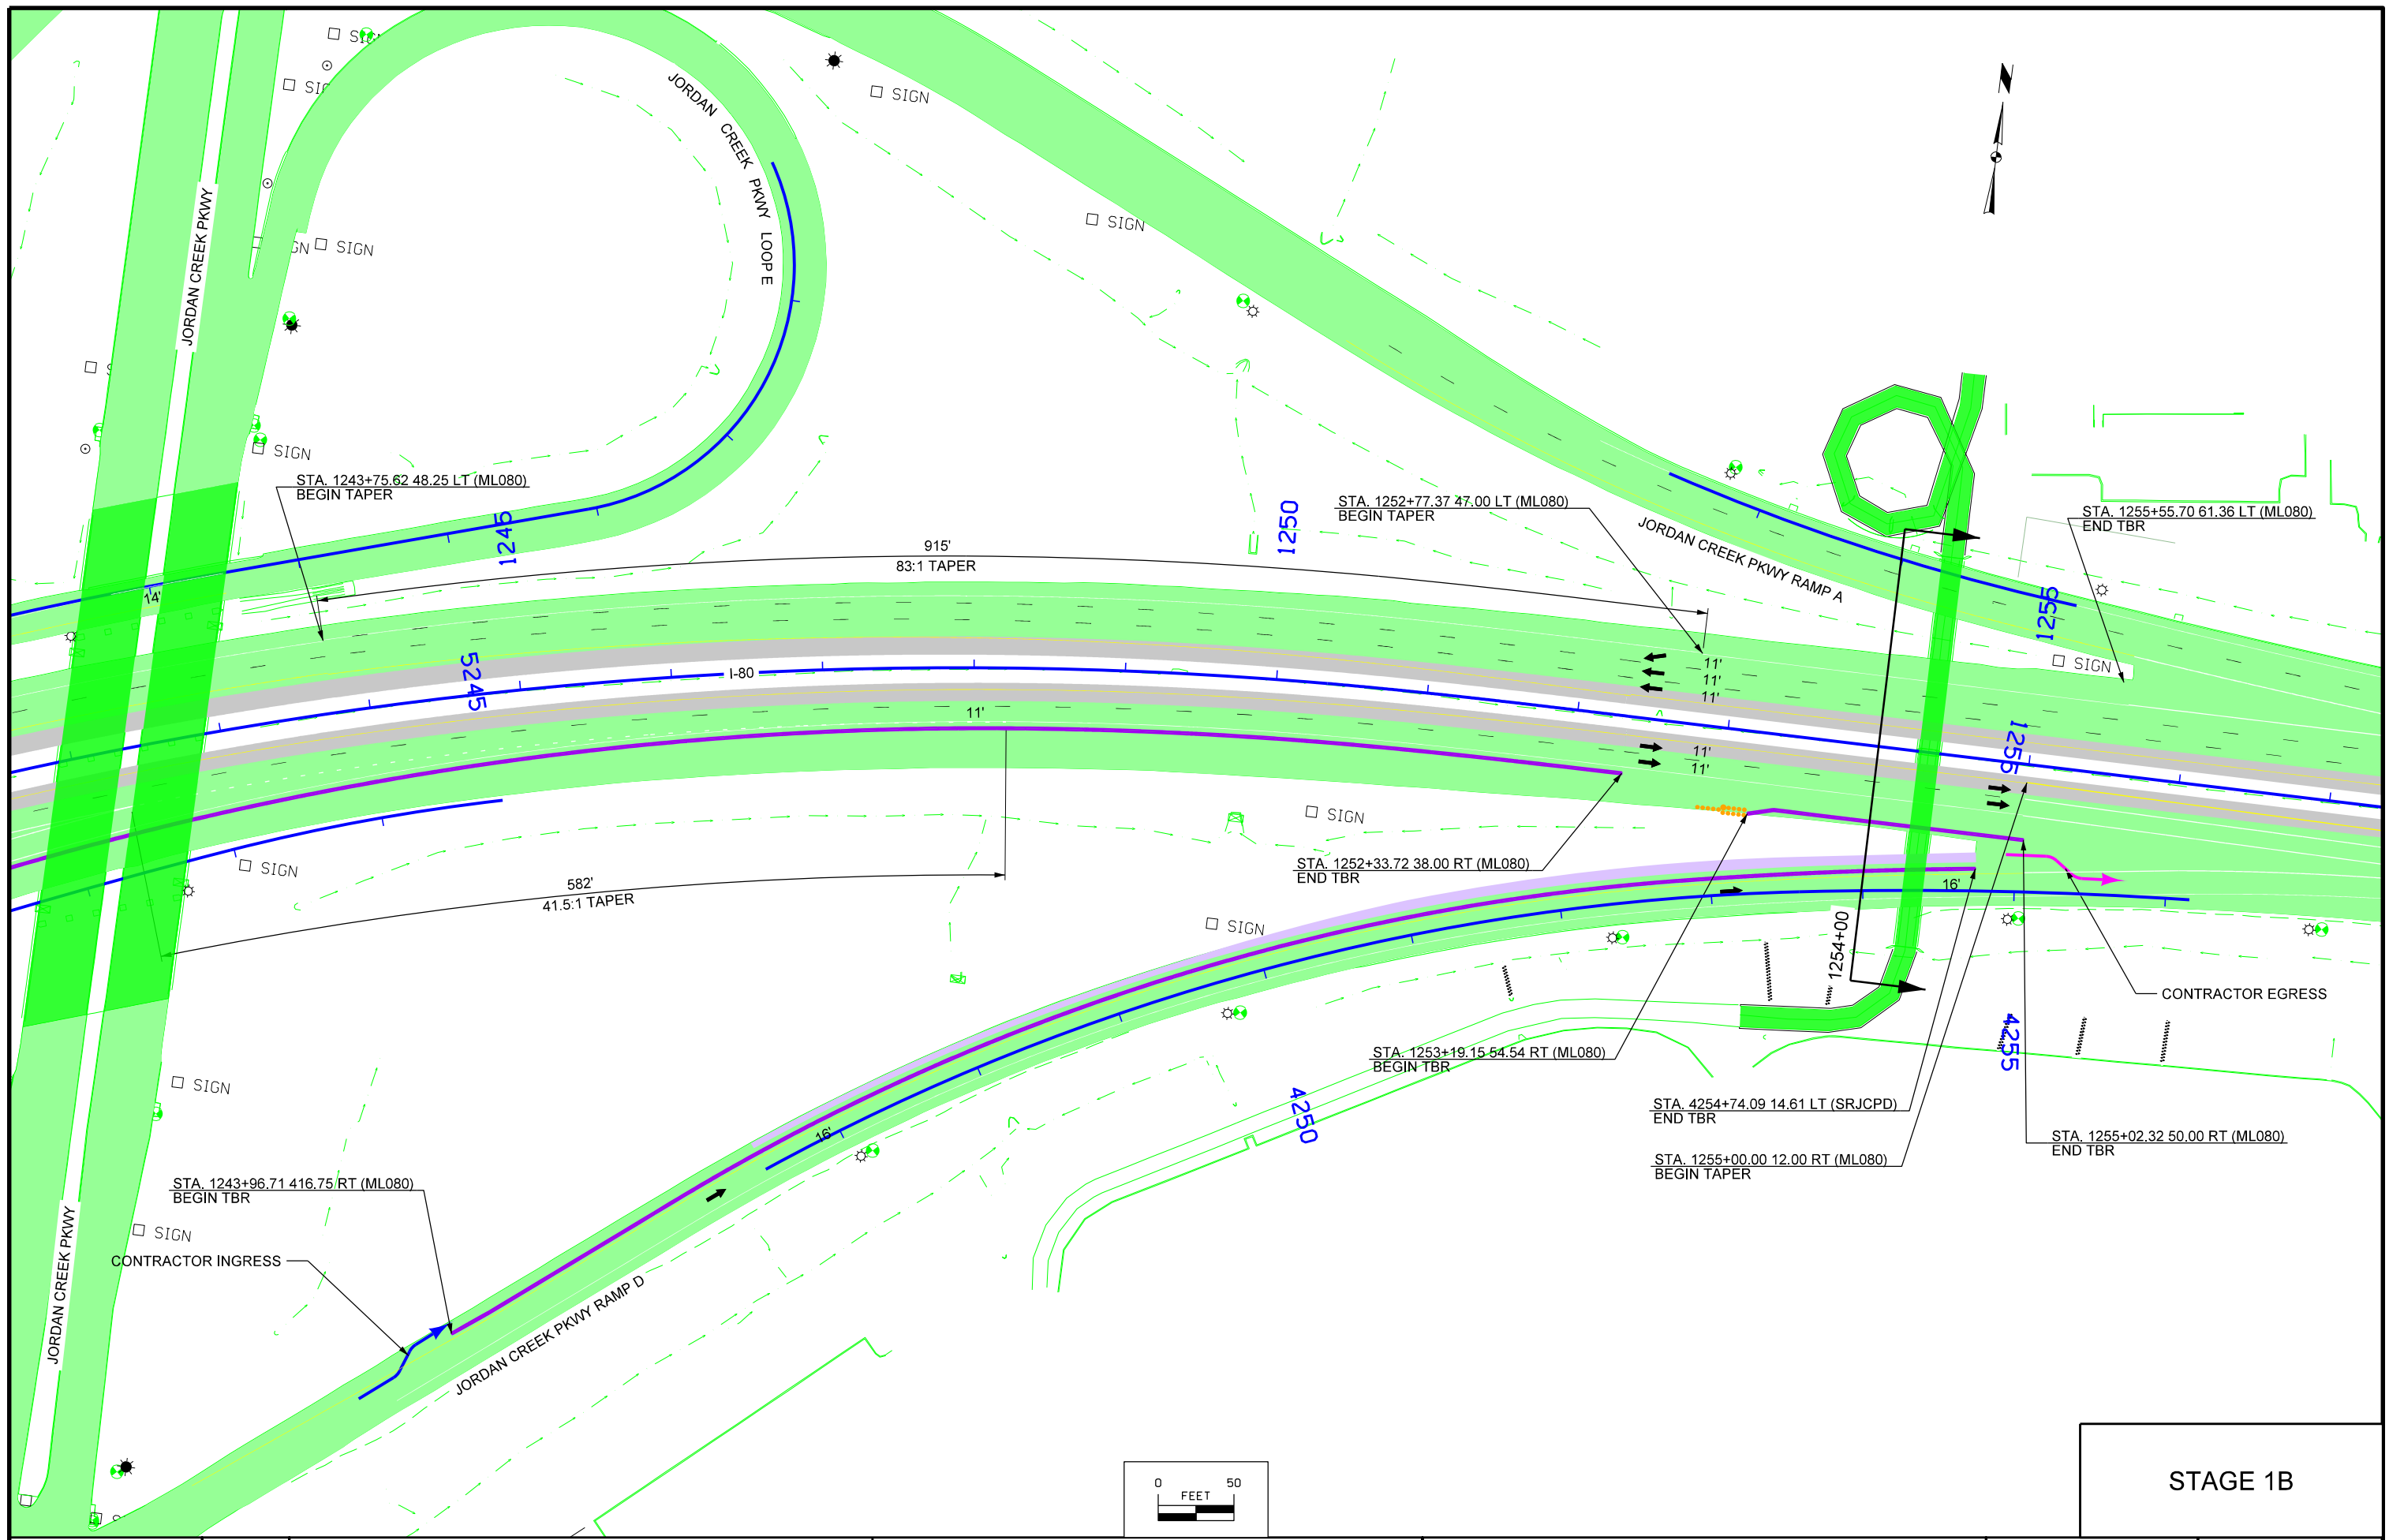 SIGN
N
JORDAN CREEK PKWY LOOP E
SIGN
JORDAN CREEK PKWY
SIGN
SIGN
SIGN
STA. 1243+75.62 48.25 LT (ML080)
BEGIN TAPER
1245
1250
STA. 1252+77.37 47.00 LT (ML080)
BEGIN TAPER
JORDAN CREEK PKWY RAMP A
STA. 1255+55.70 61.36 LT (ML080)
END TBR
915'
83:1 TAPER
14'
1255
SIGN
5245
I-80
11'
11'
11'
11'
11'
11'
1255
SIGN
SIGN
STA. 1252+33.72 38.00 RT (ML080)
END TBR
582'
41.5:1 TAPER
16'
SIGN
1254+00
CONTRACTOR EGRESS
STA. 1253+19.15 54.54 RT (ML080)
BEGIN TBR
4255
SIGN
4250
STA. 4254+74.09 14.61 LT (SRJCPD)
END TBR
16'
STA. 1255+02.32 50.00 RT (ML080)
END TBR
STA. 1255+00.00 12.00 RT (ML080)
BEGIN TAPER
STA. 1243+96.71 416.75 RT (ML080)
BEGIN TBR
SIGN
CONTRACTOR INGRESS
JORDAN CREEK PKWY
JORDAN CREEK PKWY RAMP D
0 50
FEET
STAGE 1B